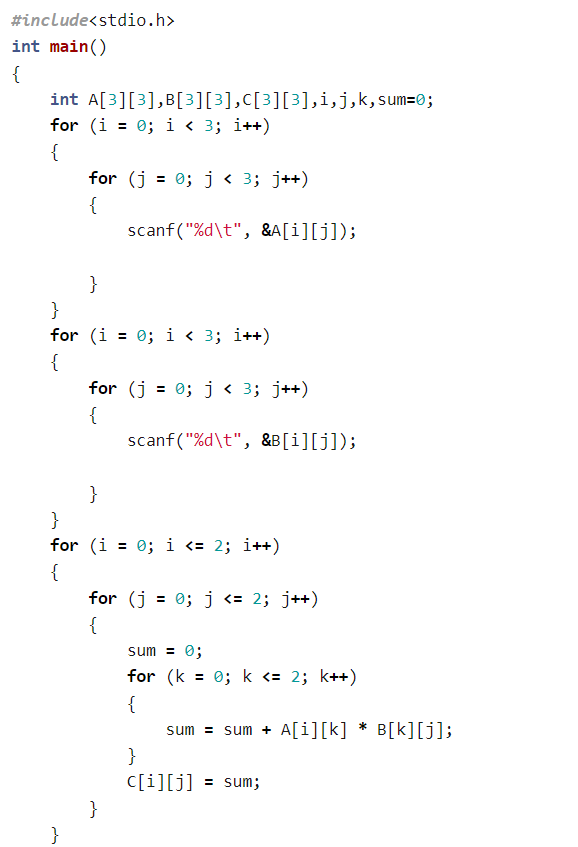 #include<stdio.h>
int main()
{
    int A[3][3],B[3][3],C[3][3],i,j,k,sum=0;
    for (i = 0; i < 3; i++)
    {
        for (j = 0; j < 3; j++)
        {
            scanf("%d\t", &A[i][j]);

        }
    }
    for (i = 0; i < 3; i++)
    {
        for (j = 0; j < 3; j++)
        {
            scanf("%d\t", &B[i][j]);

        }
    }
    for (i = 0; i <= 2; i++)
    {
        for (j = 0; j <= 2; j++)
        {
            sum = 0;
            for (k = 0; k <= 2; k++)
            {
                sum = sum + A[i][k] * B[k][j];
            }
            C[i][j] = sum;
        }
    }